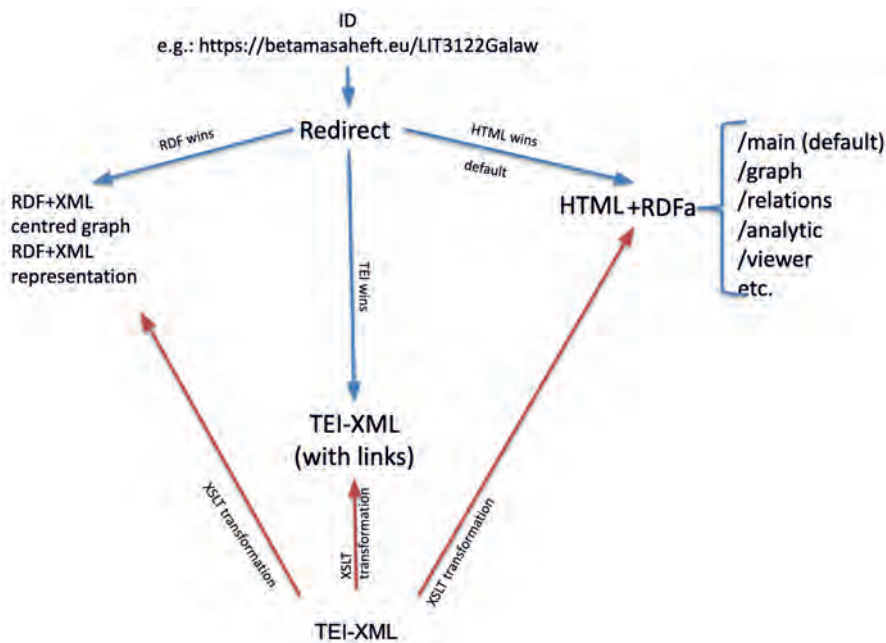 ID
e.g.: https://betamasaheft.eu/LIT3122Galaw
Redirect
RDF wins
HTML wins
default
TEI wins
RDF+XML
centred graph
RDF+XML
representation
HTML +RDFa
/main (default)
/graph
/relations
/analytic
/viewer
etc.
TEI-XML
(with links)
XSLT transformation
XSLT
transformation
XSLT transformation
TEI-XML